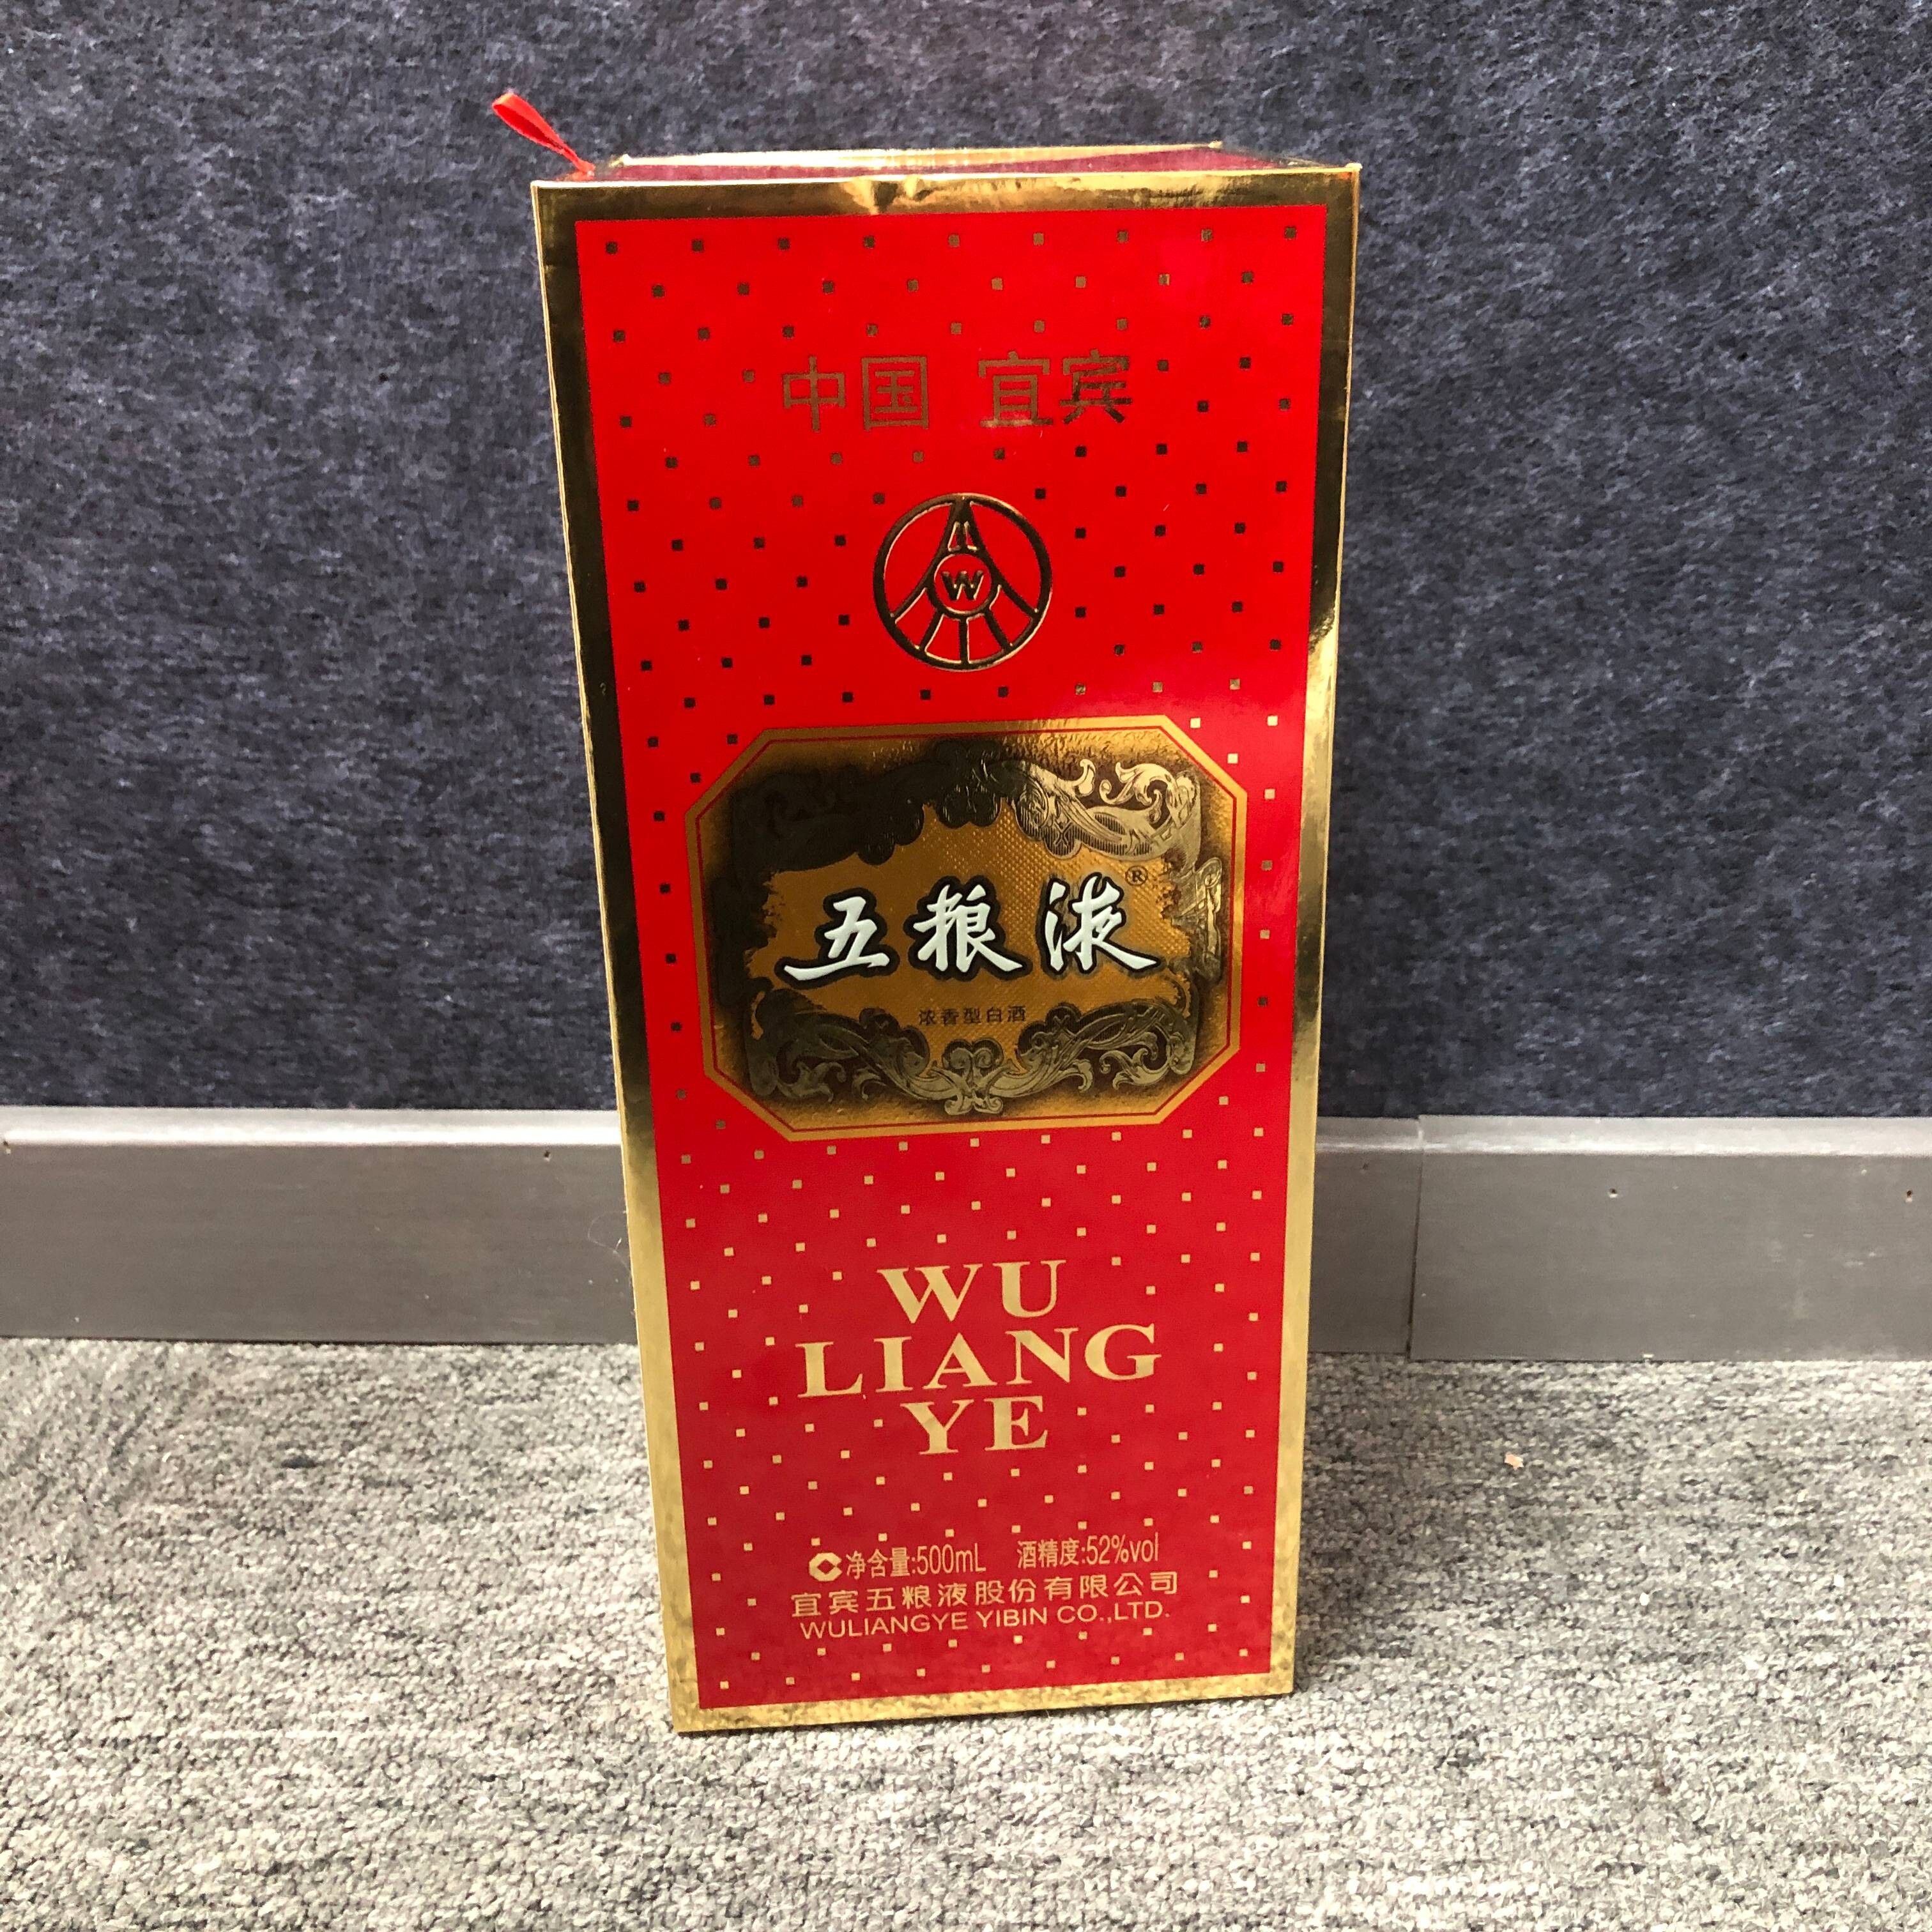 中国 宜宾
W
五粮液®
浓香型白酒
WU
LIANG
YE
净含量:500mL 酒精度:52%vol
宜宾五粮液股份有限公司
WULIANGYE YIBIN CO.,LTD.